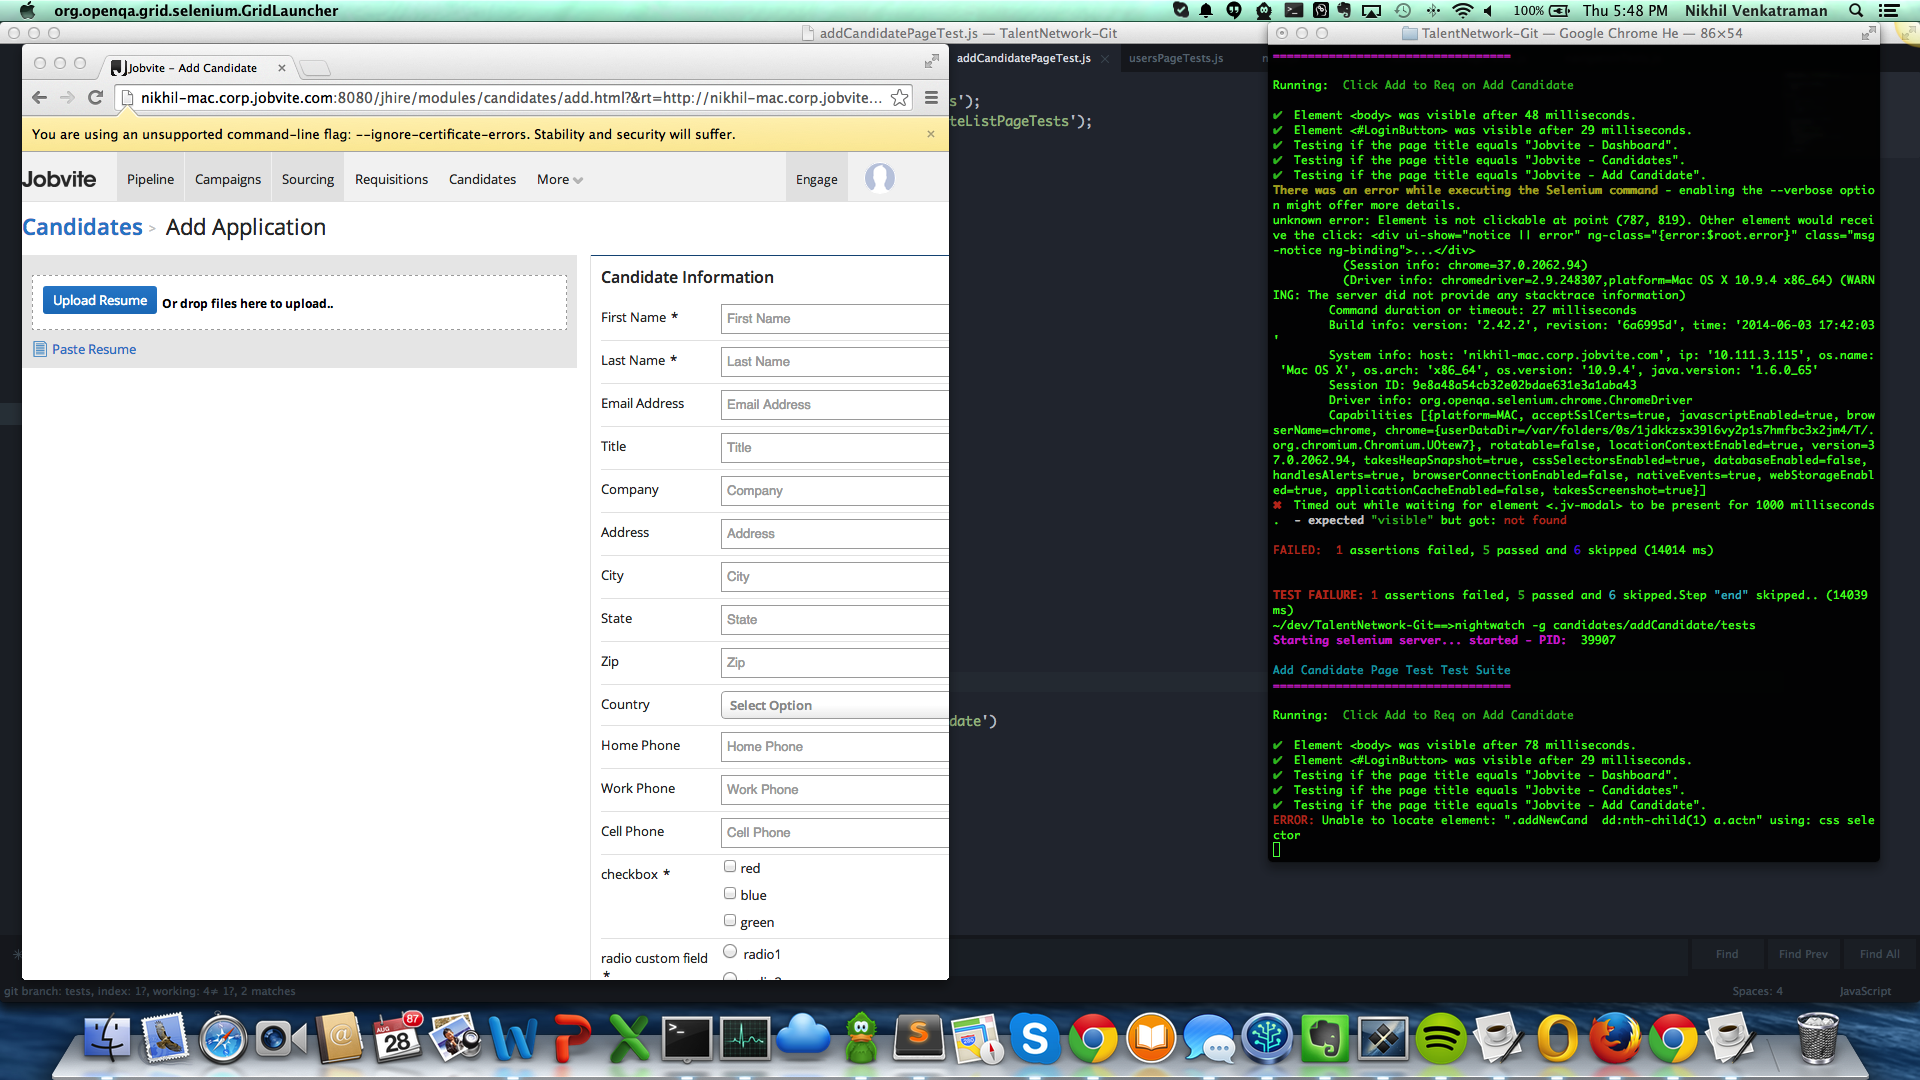 org.openqa.grid.selenium.GridLauncher
100%
Thu 5:48 PM
Nikhil Venkatraman
addCandidatePageTest.js — TalentNetwork-Git
TalentNetwork-Git — Google Chrome He — 86×54
Jobvite - Add Candidate
nikhil-mac.corp.jobvite.com:8080/jhire/modules/candidates/add.html?&rt=http://nikhil-mac.corp.jobvite...
You are using an unsupported command-line flag: --ignore-certificate-errors. Stability and security will suffer.
Jobvite
Pipeline
Campaigns
Sourcing
Requisitions
Candidates
More
Engage
Candidates > Add Application
Upload Resume
Or drop files here to upload..
Paste Resume
Candidate Information
First Name *
First Name
Last Name *
Last Name
Email Address
Email Address
Title
Title
Company
Company
Address
Address
City
City
State
State
Zip
Zip
Country
Select Option
Home Phone
Home Phone
Work Phone
Work Phone
Cell Phone
Cell Phone
checkbox *
red
blue
green
radio custom field
*
radio1
addCandidatePageTest.js
usersPageTests.js
s');
teListPageTests');
date')
Running:  Click Add to Req on Add Candidate
✔ Element <body> was visible after 48 milliseconds.
✔ Element <#LoginButton> was visible after 29 milliseconds.
✔ Testing if the page title equals "Jobvite - Dashboard".
✔ Testing if the page title equals "Jobvite - Candidates".
✔ Testing if the page title equals "Jobvite - Add Candidate".
There was an error while executing the Selenium command - enabling the --verbose optio
n might offer more details.
unknown error: Element is not clickable at point (787, 819). Other element would recei
ve the click: <div ui-show="notice || error" ng-class="{error:$root.error}" class="msg
-notice ng-binding">...</div>
(Session info: chrome=37.0.2062.94)
(Driver info: chromedriver=2.9.248307,platform=Mac OS X 10.9.4 x86_64) (WARN
ING: The server did not provide any stacktrace information)
Command duration or timeout: 27 milliseconds
Build info: version: '2.42.2', revision: '6a6995d', time: '2014-06-03 17:42:03
'
System info: host: 'nikhil-mac.corp.jobvite.com', ip: '10.111.3.115', os.name:
'Mac OS X', os.arch: 'x86_64', os.version: '10.9.4', java.version: '1.6.0_65'
Session ID: 9e8a48a54cb32e02bdae631e3a1aba43
Driver info: org.openqa.selenium.chrome.ChromeDriver
Capabilities [{platform=MAC, acceptSslCerts=true, javascriptEnabled=true, brow
serName=chrome, chrome={userDataDir=/var/folders/0s/1jdkkzsx39l6vy2p1s7hmfbc3x2jm4/T/.
org.chromium.Chromium.UOtew7}, rotatable=false, locationContextEnabled=true, version=3
7.0.2062.94, takesHeapSnapshot=true, cssSelectorsEnabled=true, databaseEnabled=false,
handlesAlerts=true, browserConnectionEnabled=false, nativeEvents=true, webStorageEnabl
ed=true, applicationCacheEnabled=false, takesScreenshot=true}]
✖ Timed out while waiting for element <.jv-modal> to be present for 1000 milliseconds
.  - expected "visible" but got: not found
FAILED:  1 assertions failed, 5 passed and 6 skipped (14014 ms)
TEST FAILURE: 1 assertions failed, 5 passed and 6 skipped.Step "end" skipped.. (14039
ms)
~/dev/TalentNetwork-Git==>nightwatch -g candidates/addCandidate/tests
Starting selenium server... started - PID:  39907
Add Candidate Page Test Test Suite
Running:  Click Add to Req on Add Candidate
✔ Element <body> was visible after 78 milliseconds.
✔ Element <#LoginButton> was visible after 29 milliseconds.
✔ Testing if the page title equals "Jobvite - Dashboard".
✔ Testing if the page title equals "Jobvite - Candidates".
✔ Testing if the page title equals "Jobvite - Add Candidate".
ERROR: Unable to locate element: ".addNewCand  dd:nth-child(1) a.actn" using: css sele
ctor
Find
Find Prev
Find All
git branch: tests, index: 1?, working: 4≠ 1?, 2 matches
Spaces: 4
JavaScript
AUG
28
87
280